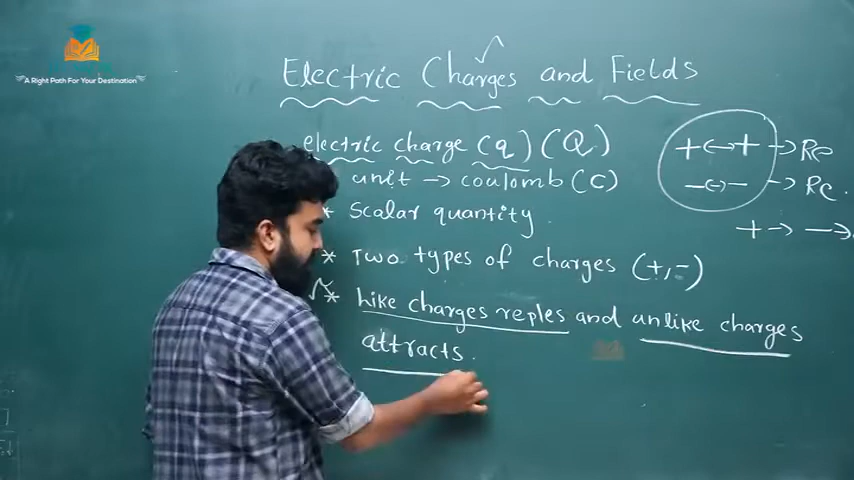 A Right Path For Your Destination
Electric Charges and Fields
electric charge (q) (Q)
unit → coulomb (C)
* Scalar quantity.
* Two types of charges (+,-)
* Like charges reples and unlike charges
attracts.
+ ↔ + → Re
- ↔ - → Re.
+ → - →